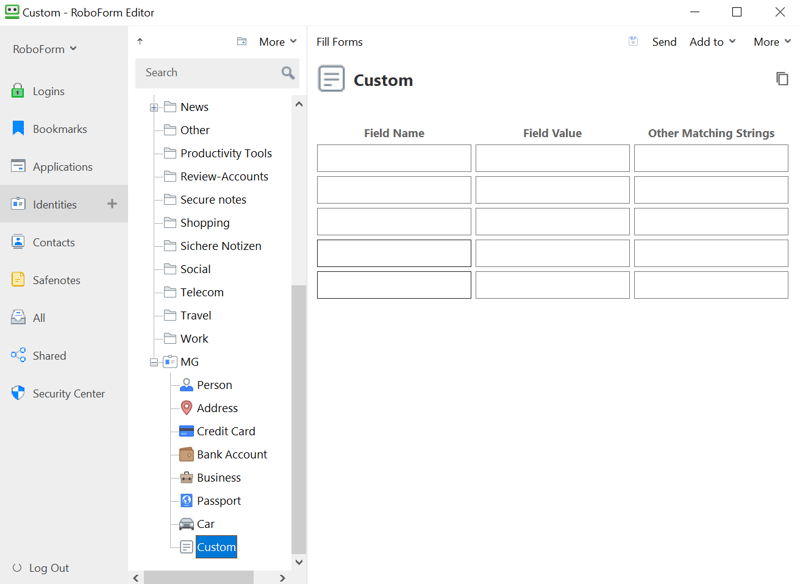 Custom - RoboForm Editor
RoboForm
Logins
Bookmarks
Applications
Identities
Contacts
Safenotes
All
Shared
Security Center
Log Out
More
Search
News
Other
Productivity Tools
Review-Accounts
Secure notes
Shopping
Sichere Notizen
Social
Telecom
Travel
Work
MG
Person
Address
Credit Card
Bank Account
Business
Passport
Car
Custom
Fill Forms Send Add to More
Custom
Field Name Field Value Other Matching Strings